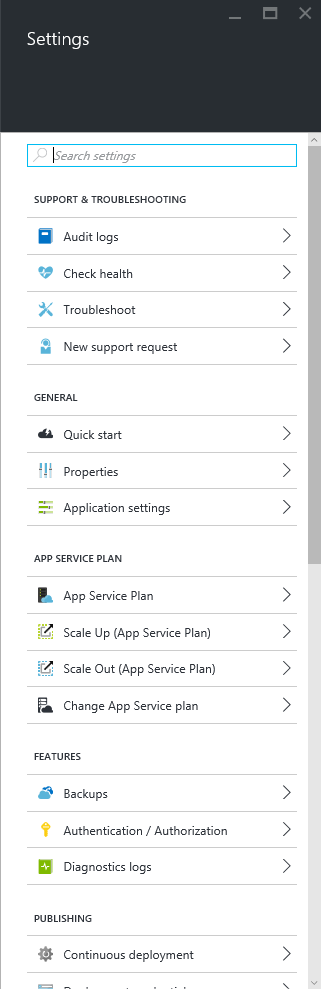 Settings
Search settings
SUPPORT & TROUBLESHOOTING
Audit logs
Check health
Troubleshoot
New support request
GENERAL
Quick start
Properties
Application settings
APP SERVICE PLAN
App Service Plan
Scale Up (App Service Plan)
Scale Out (App Service Plan)
Change App Service plan
FEATURES
Backups
Authentication / Authorization
Diagnostics logs
PUBLISHING
Continuous deployment